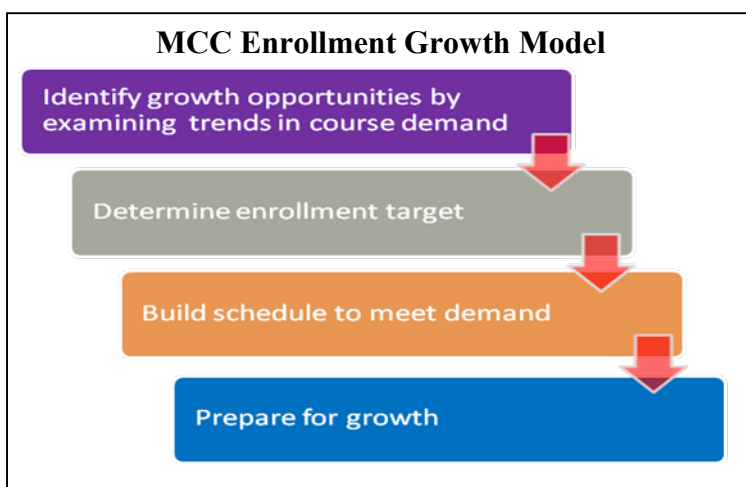 MCC Enrollment Growth Model
Identify growth opportunities by
examining trends in course demand
Determine enrollment target
Build schedule to meet demand
Prepare for growth